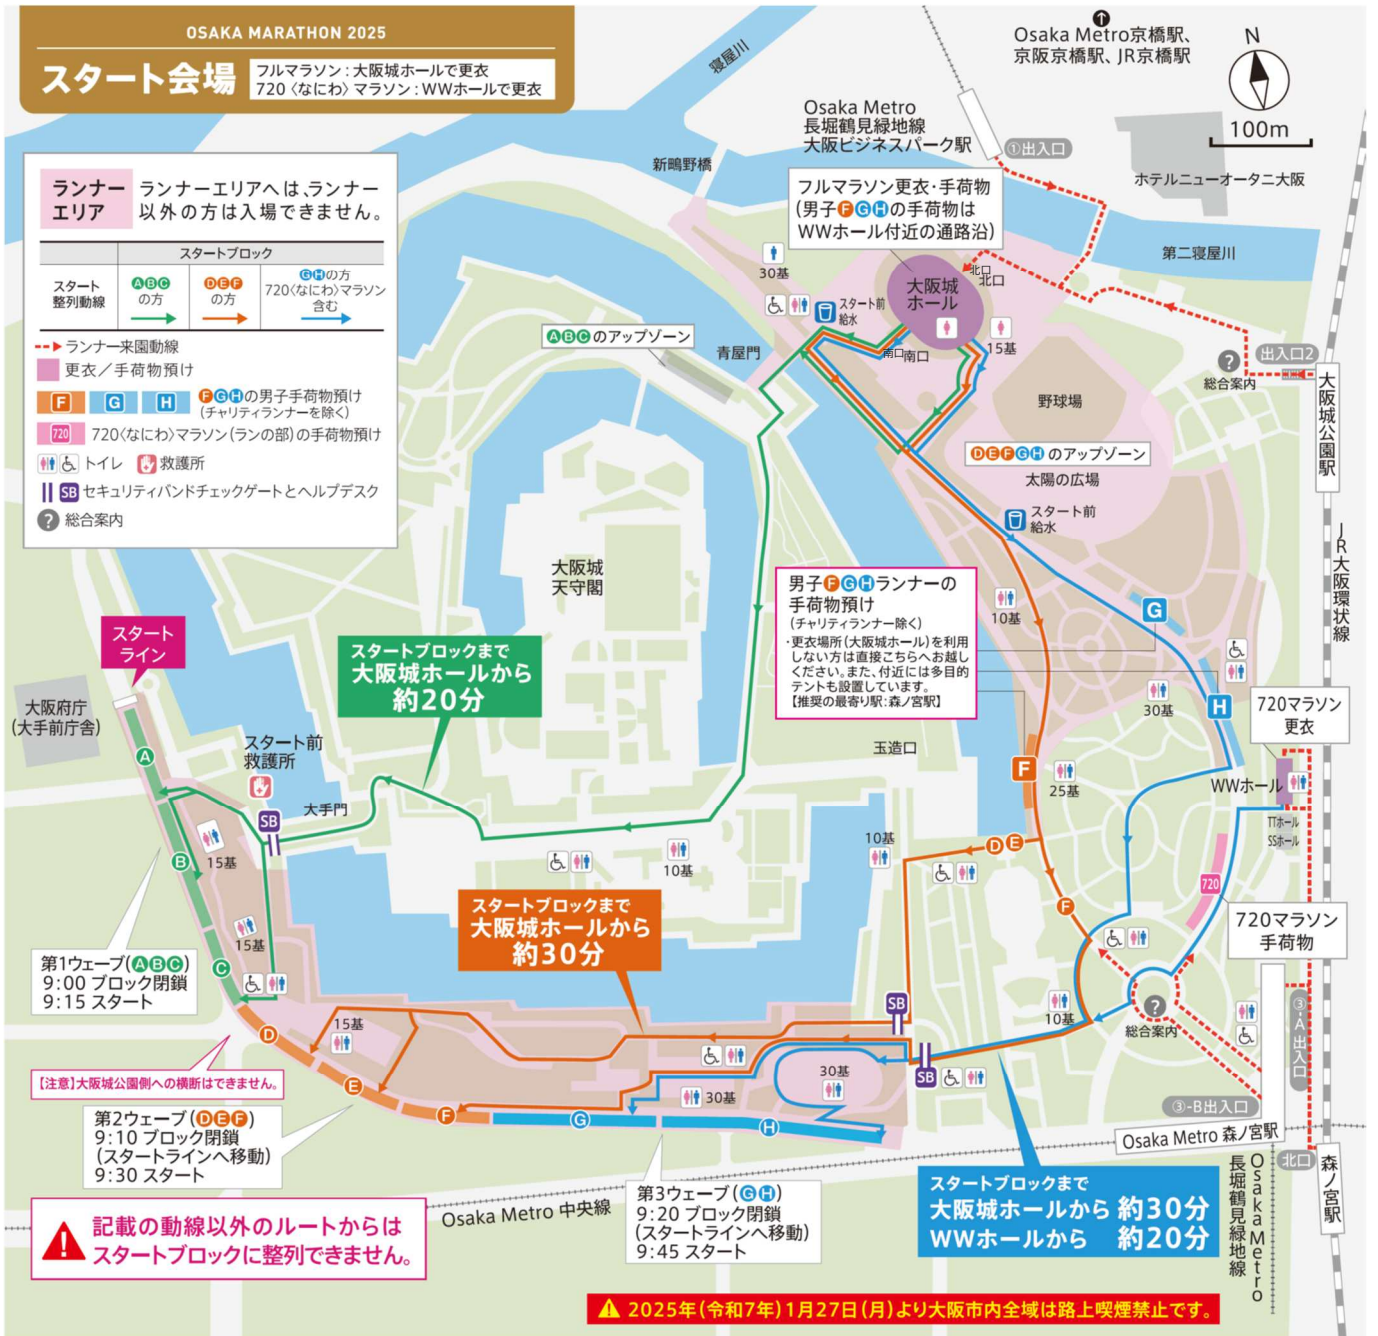 OSAKA MARATHON 2025
スタート会場
フルマラソン：大阪城ホールで更衣
720〈なにわ〉マラソン：WWホールで更衣
Osaka Metro京橋駅、
京阪京橋駅、JR京橋駅
N
100m
寝屋川
Osaka Metro
長堀鶴見緑地線
大阪ビジネスパーク駅
①出入口
新鴫野橋
ホテルニューオータニ大阪
第二寝屋川
ランナー
エリア
ランナーエリアへは、ランナー
以外の方は入場できません。
スタートブロック
スタート
整列動線
ABC
の方
DEF
の方
GHの方
720〈なにわ〉マラソン
含む
ランナー来園動線
更衣／手荷物預け
F G H FGHの男子手荷物預け
(チャリティランナーを除く)
720 720〈なにわ〉マラソン(ランの部)の手荷物預け
トイレ 救護所
SB セキュリティバンドチェックゲートとヘルプデスク
? 総合案内
フルマラソン更衣・手荷物
(男子FGHの手荷物は
WWホール付近の通路沿)
30基
大阪城
ホール
北口
北口
スタート前
給水
南口
南口
15基
ABCのアップゾーン
青屋門
?
総合案内
出入口2
大阪城公園駅
野球場
DEFGHのアップゾーン
太陽の広場
スタート前
給水
JR大阪環状線
大阪城
天守閣
男子FGHランナーの
手荷物預け
(チャリティランナー除く)
・更衣場所(大阪城ホール)を利用
しない方は直接こちらへお越し
ください。また、付近には多目的
テントも設置しています。
【推奨の最寄り駅:森ノ宮駅】
10基
G
H
30基
スタート
ライン
大阪府庁
(大手前庁舎)
スタートブロックまで
大阪城ホールから
約20分
スタート前
救護所
大手門
SB
玉造口
F
25基
720マラソン
更衣
WWホール
TTホール
SSホール
A
B
C
15基
15基
10基
10基
D E
F
720
720マラソン
手荷物
スタートブロックまで
大阪城ホールから
約30分
第1ウェーブ(ABC)
9:00 ブロック閉鎖
9:15 スタート
D
E
F
G
H
15基
SB
SB
10基
?
総合案内
③-A出入口
30基
30基
【注意】大阪城公園側への横断はできません。
第2ウェーブ(DEF)
9:10 ブロック閉鎖
(スタートラインへ移動)
9:30 スタート
③-B出入口
Osaka Metro 森ノ宮駅
北口
森ノ宮駅
Osaka Metro
長堀鶴見緑地線
第3ウェーブ(GH)
9:20 ブロック閉鎖
(スタートラインへ移動)
9:45 スタート
スタートブロックまで
大阪城ホールから 約30分
WWホールから 約20分
Osaka Metro 中央線
記載の動線以外のルートからは
スタートブロックに整列できません。
2025年(令和7年)1月27日(月)より大阪市内全域は路上喫煙禁止です。